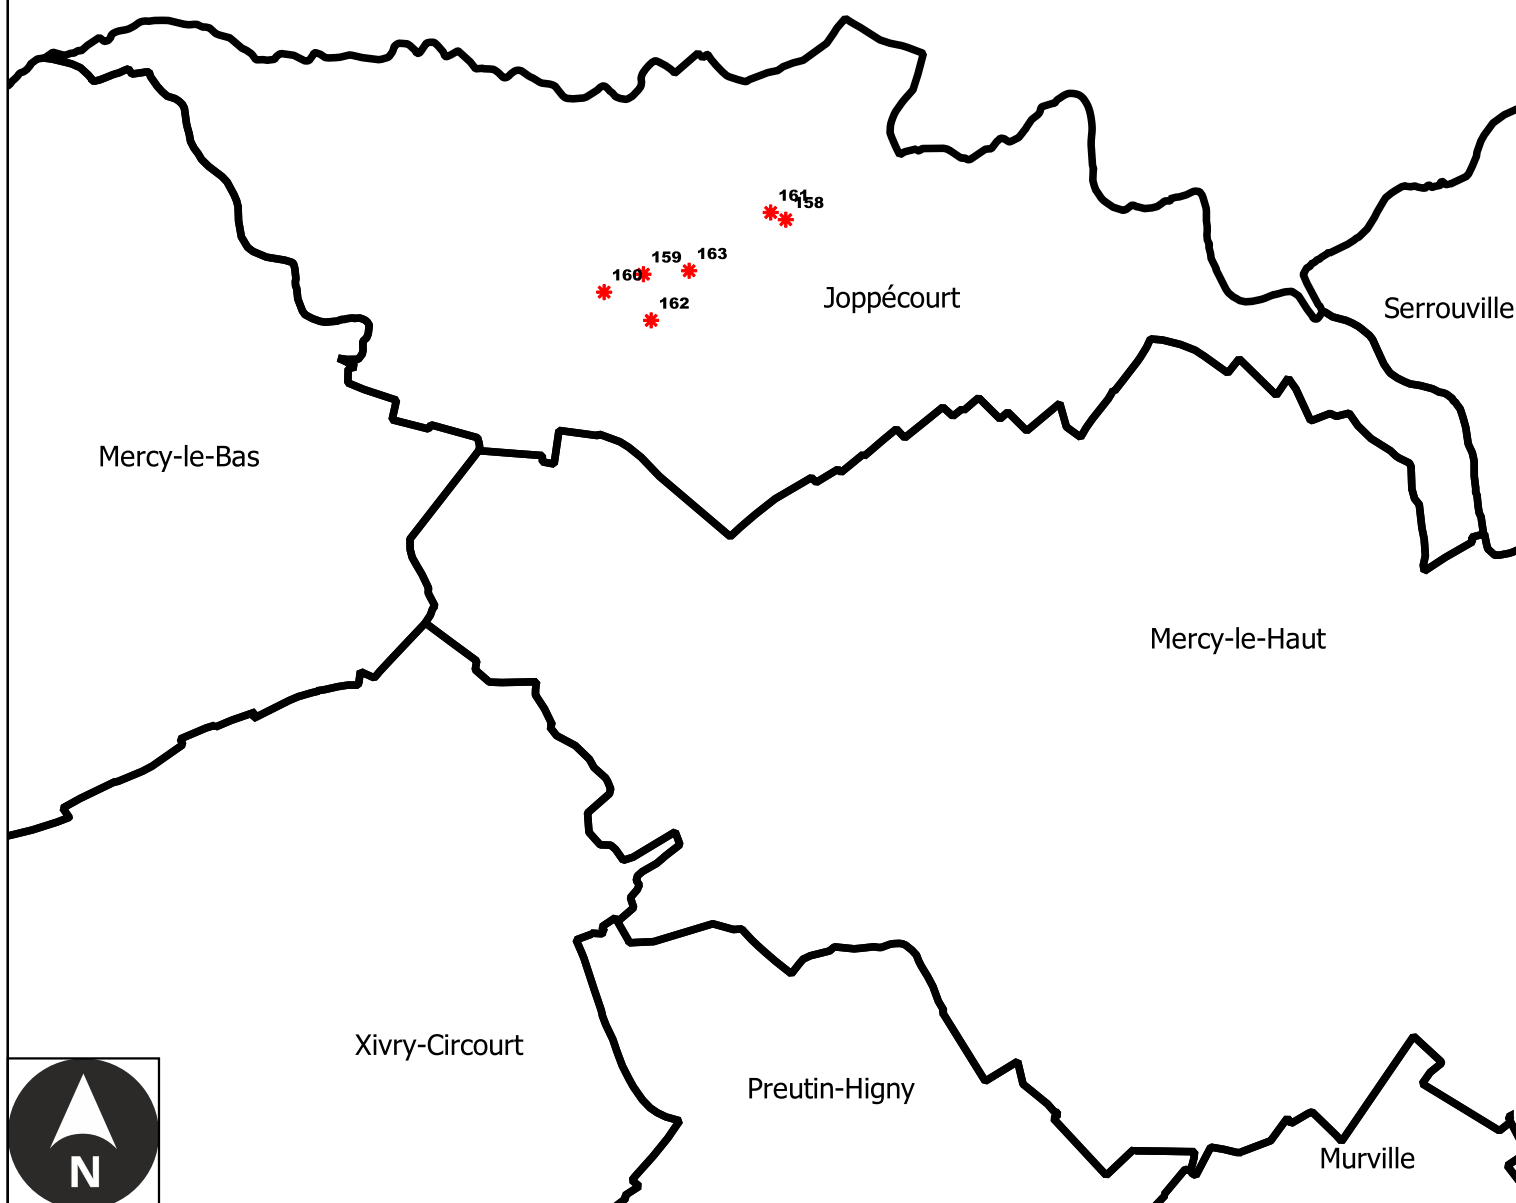 161
158
159
163
160
162
Joppécourt
Serrouville
Mercy-le-Bas
Mercy-le-Haut
Xivry-Circourt
Preutin-Higny
Murville
N